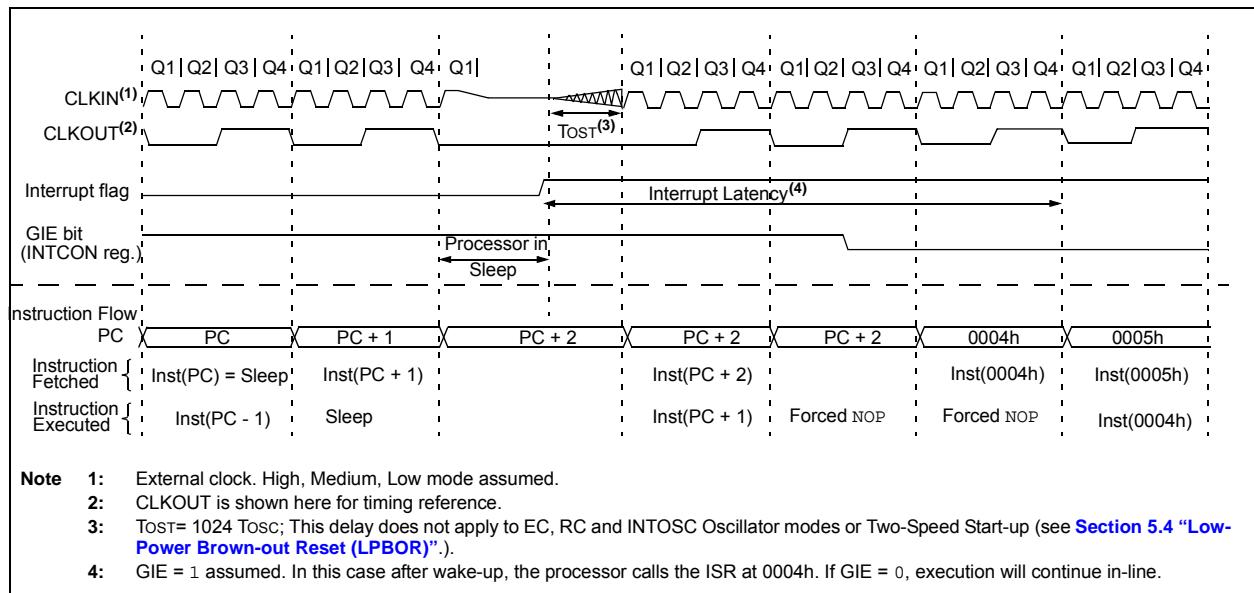 Q1 | Q2 | Q3 | Q4 Q1 | Q2 | Q3 | Q4 Q1 | Q1 | Q2 | Q3 | Q4 Q1 | Q2 | Q3 | Q4 Q1 | Q2 | Q3 | Q4 Q1 | Q2 | Q3 | Q4
CLKIN(1)
CLKOUT(2)
TOST(3)
Interrupt flag
Interrupt Latency(4)
GIE bit
(INTCON reg.)
Processor in
Sleep
Instruction Flow
PC PC PC + 1 PC + 2 PC + 2 PC + 2 0004h 0005h
Instruction
Fetched { Inst(PC) = Sleep Inst(PC + 1) Inst(PC + 2) Inst(0004h) Inst(0005h)
Instruction
Executed { Inst(PC - 1) Sleep Inst(PC + 1) Forced NOP Forced NOP Inst(0004h)
Note 1: External clock. High, Medium, Low mode assumed.
2: CLKOUT is shown here for timing reference.
3: TOST= 1024 TOSC; This delay does not apply to EC, RC and INTOSC Oscillator modes or Two-Speed Start-up (see Section 5.4 “Low-
Power Brown-out Reset (LPBOR)”.).
4: GIE = 1 assumed. In this case after wake-up, the processor calls the ISR at 0004h. If GIE = 0, execution will continue in-line.